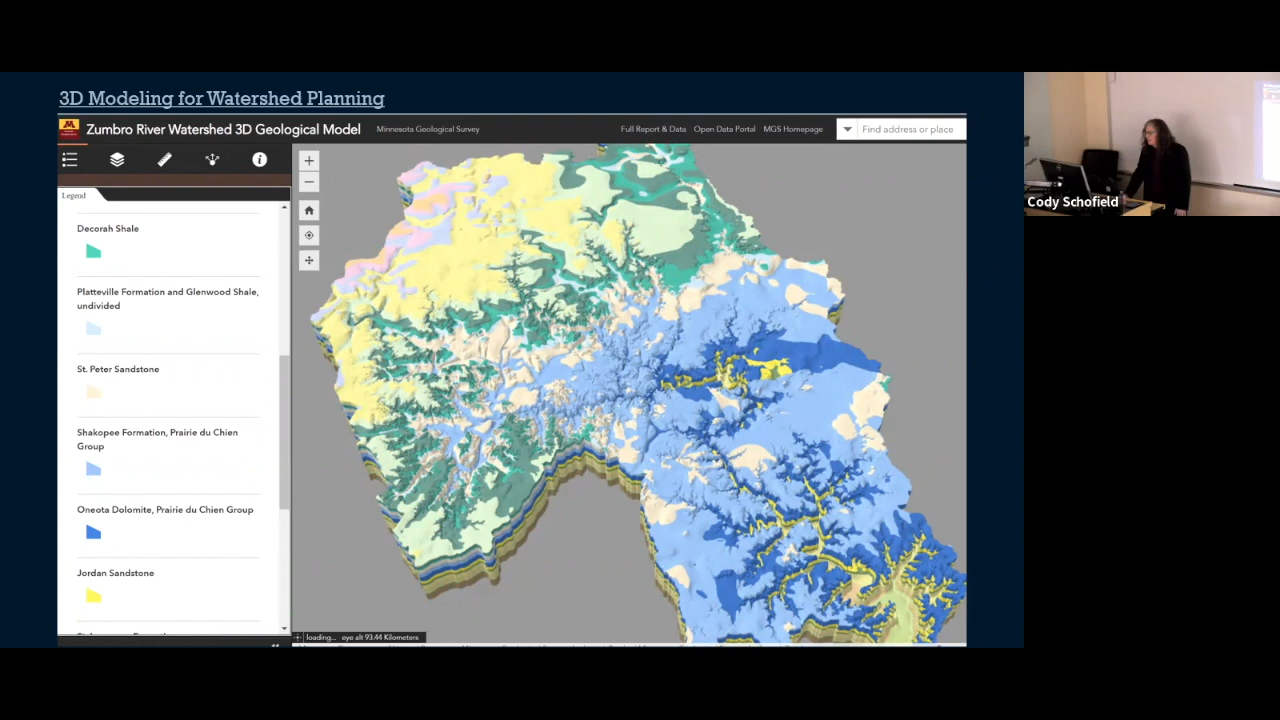 3D Modeling for Watershed Planning
Zumbro River Watershed 3D Geological Model
Minnesota Geological Survey
Full Report & Data
Open Data Portal
MGS Homepage
Find address or place
Legend
Decorah Shale
Platteville Formation and Glenwood Shale,
undivided
St. Peter Sandstone
Shakopee Formation, Prairie du Chien
Group
Oneota Dolomite, Prairie du Chien Group
Jordan Sandstone
loading... eye alt 93.44 Kilometers
Cody Schofield